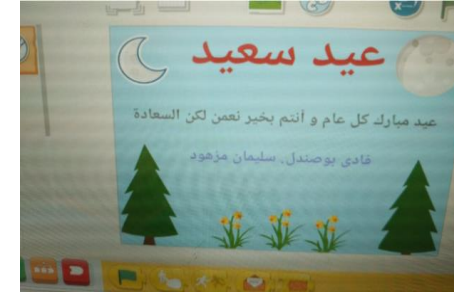 عيد سعيد
عيد مبارك كل عام و أنتم بخير نعمن لكن السعادة
فادي بوصندل. سليمان مزهود